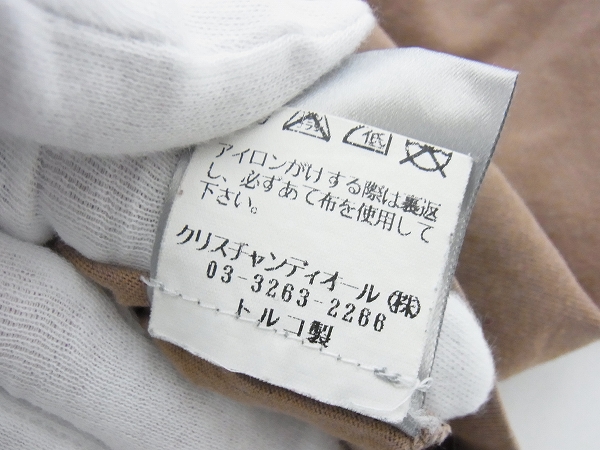 低
アイロンがけする際は裏返
し、必ずあて布を使用して
下さい。
クリスチャンディオール(株)
03-3263-2266
トルコ製